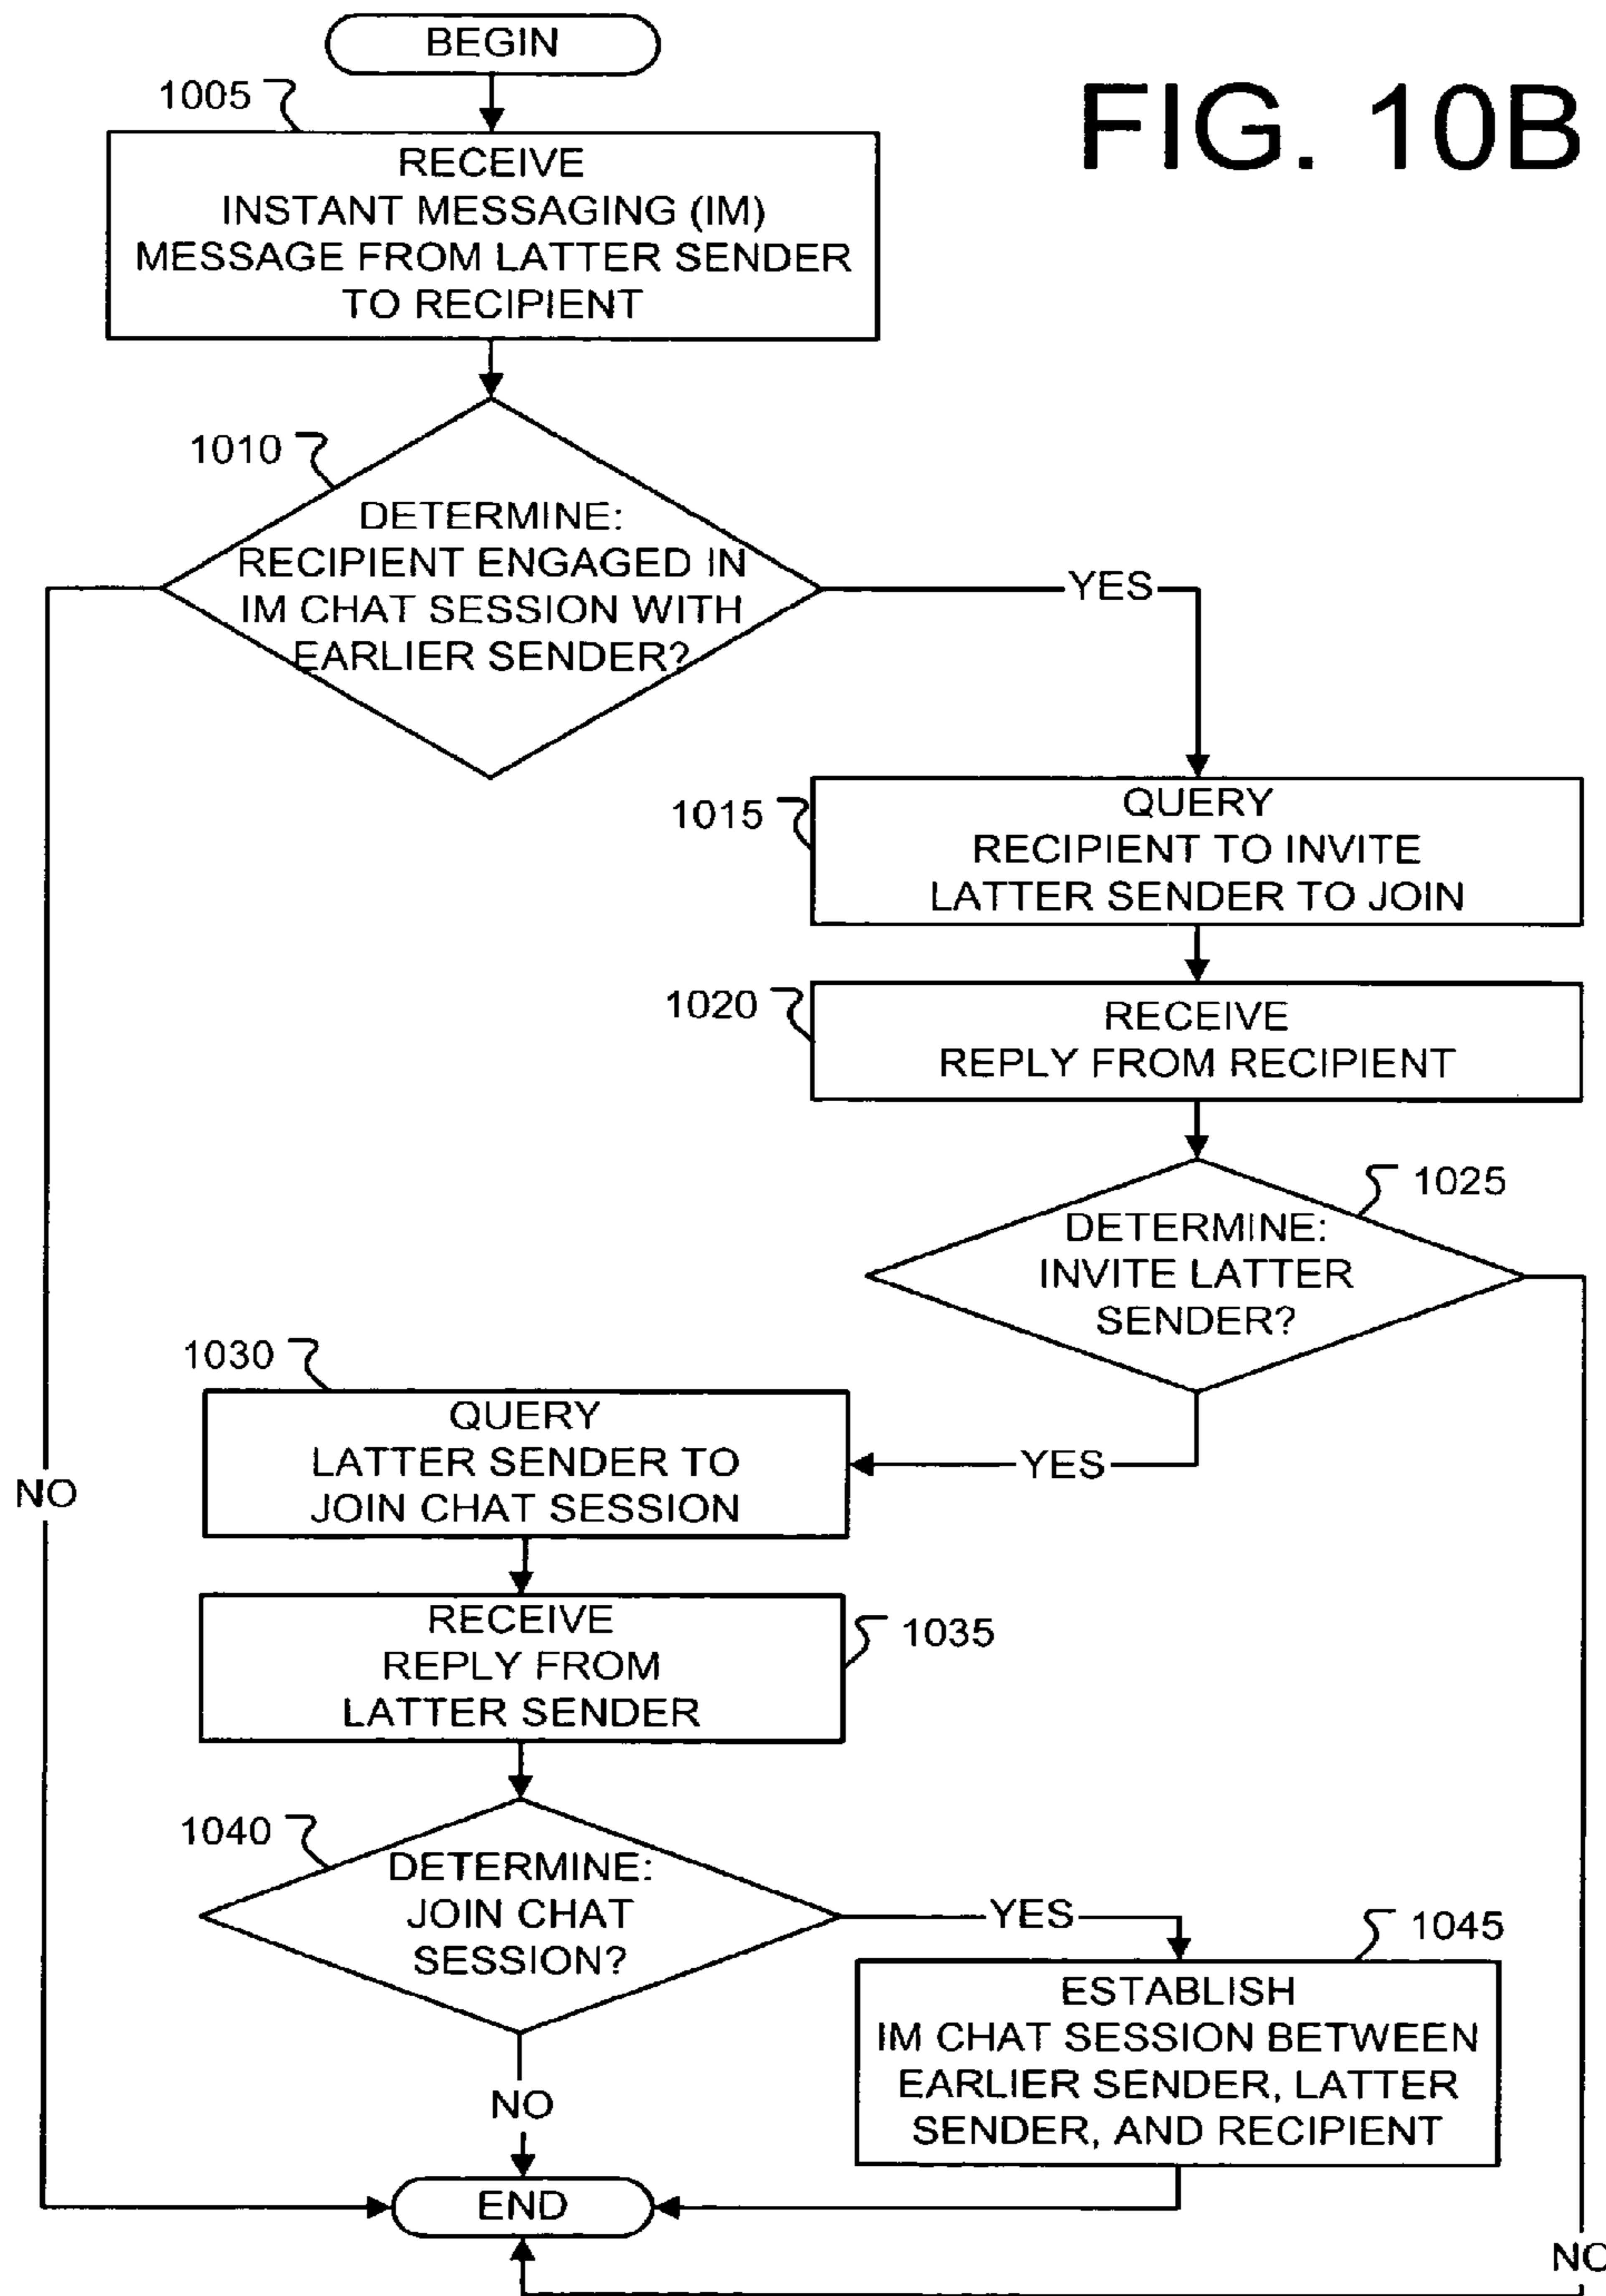 BEGIN
FIG. 10B
1005
RECEIVE
INSTANT MESSAGING (IM)
MESSAGE FROM LATTER SENDER
TO RECIPIENT
1010
DETERMINE:
RECIPIENT ENGAGED IN
IM CHAT SESSION WITH
EARLIER SENDER?
YES
1015
QUERY
RECIPIENT TO INVITE
LATTER SENDER TO JOIN
1020
RECEIVE
REPLY FROM RECIPIENT
1025
DETERMINE:
INVITE LATTER
SENDER?
1030
QUERY
LATTER SENDER TO
JOIN CHAT SESSION
YES
NO
1035
RECEIVE
REPLY FROM
LATTER SENDER
1040
DETERMINE:
JOIN CHAT
SESSION?
YES
1045
ESTABLISH
IM CHAT SESSION BETWEEN
EARLIER SENDER, LATTER
SENDER, AND RECIPIENT
NO
END
NO